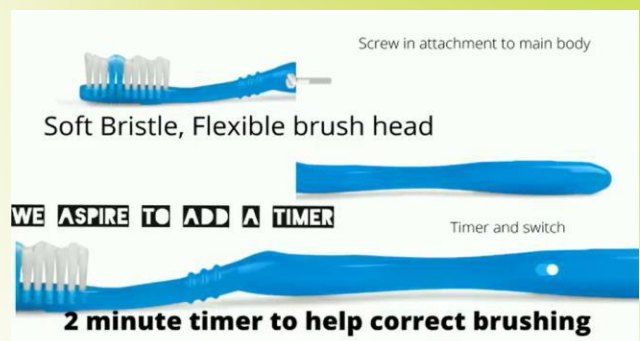 Screw in attachment to main body
Soft Bristle, Flexible brush head
WE ASPIRE TO ADD A TIMER
Timer and switch
2 minute timer to help correct brushing